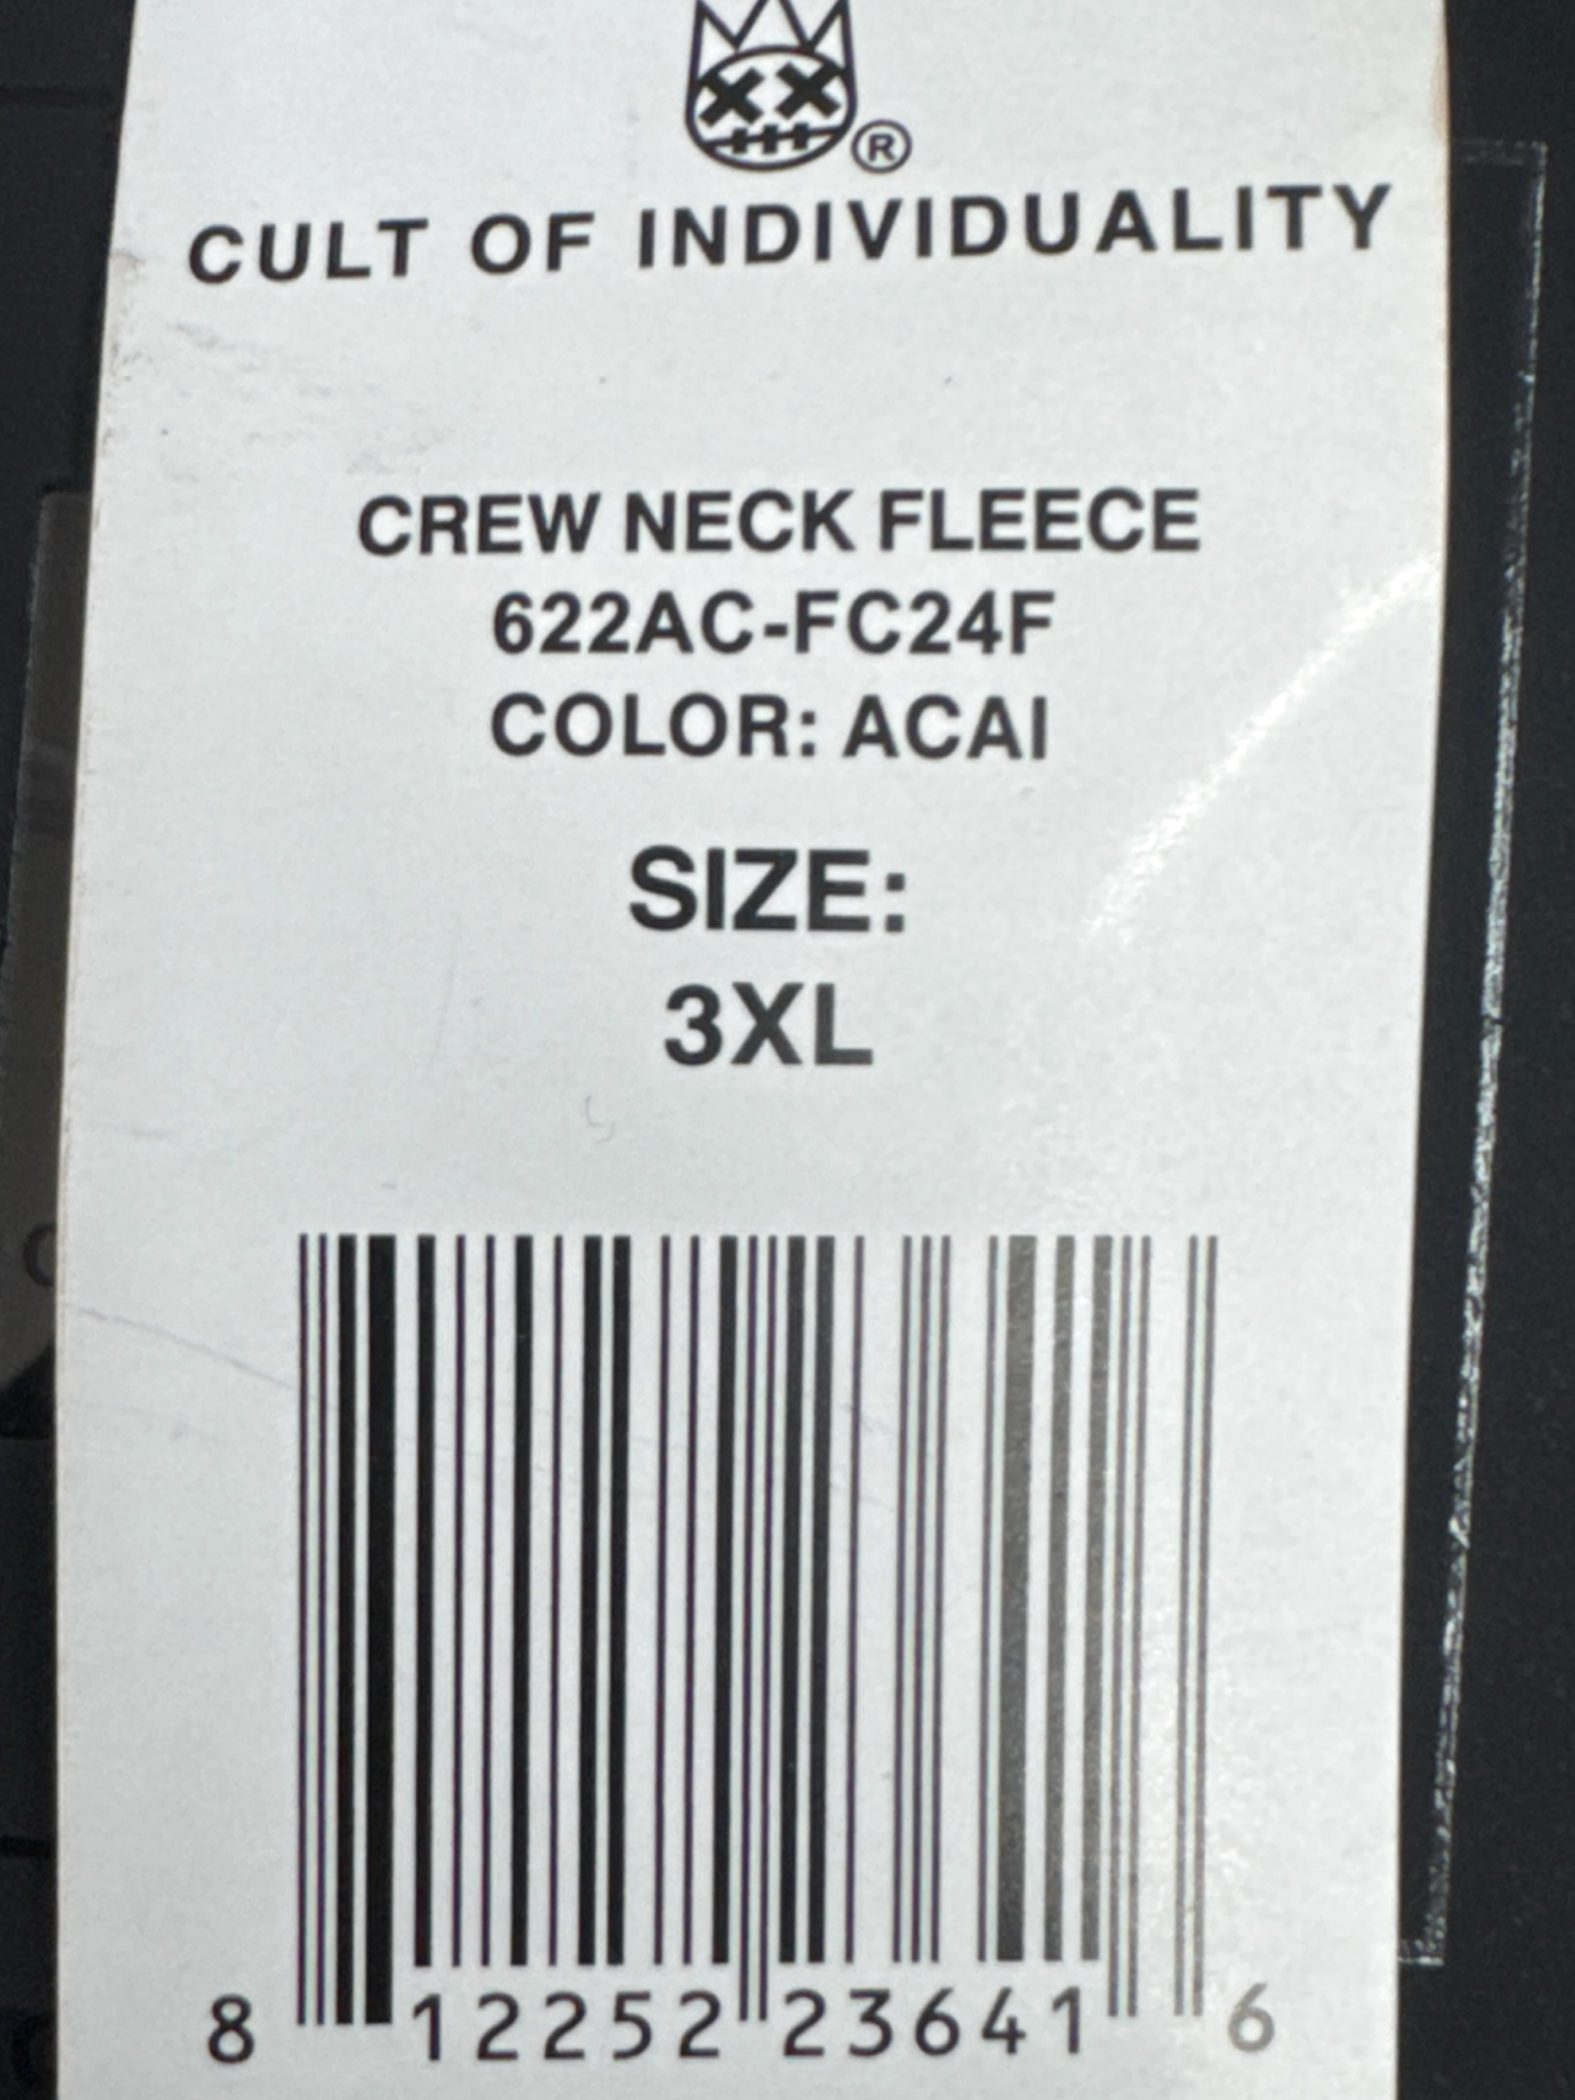 ®
CULT OF INDIVIDUALITY
CREW NECK FLEECE
622AC-FC24F
COLOR: ACAI
SIZE:
3XL
8 12252 23641 6